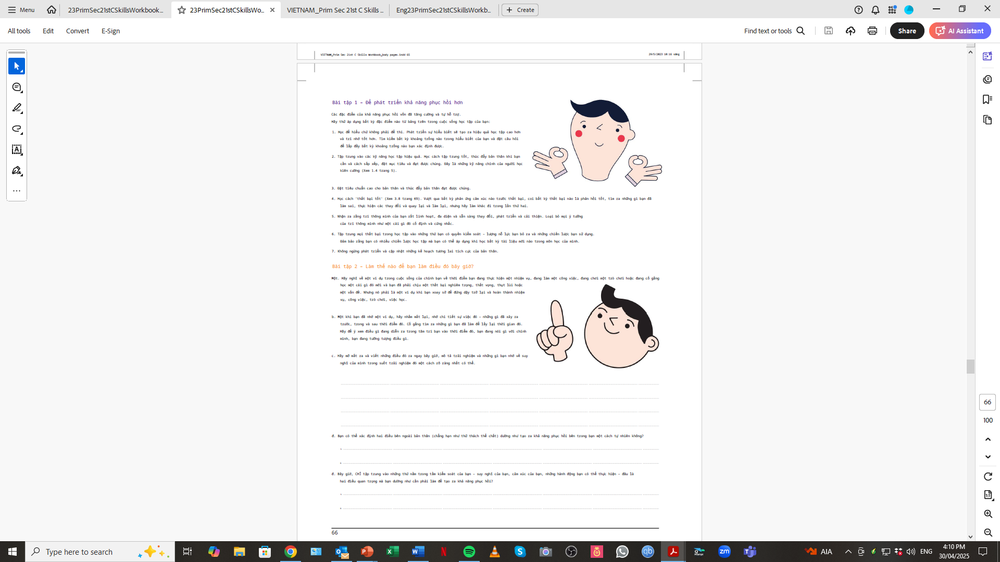 Menu
23PrimSec21stCSkillsWorkbook...
23PrimSec21stCSkillsWo...
VIETNAM_Prim Sec 21st C Skills ...
Eng23PrimSec21stCSkillsWorkb...
Create
All tools
Edit
Convert
E-Sign
Find text or tools
Share
AI Assistant
VIETNAM_Prim Sec 21st C Skills Workbook_body pages.indd 65
29/5/2023 10:16 sáng
Bài tập 1 – Để phát triển khả năng phục hồi hơn
Các đặc điểm của khả năng phục hồi vốn đã tăng cường và tự hỗ trợ.
Hãy thử áp dụng bất kỳ đặc điểm nào từ bảng trên trong cuộc sống học tập của bạn:
1. Học để hiểu chứ không phải để thi. Phát triển sự hiểu biết sẽ tạo ra hiệu quả học tập cao hơn
và trí nhớ tốt hơn. Tìm kiếm bất kỳ khoảng trống nào trong hiểu biết của bạn và đặt câu hỏi
để lấp đầy bất kỳ khoảng trống nào bạn xác định được.
2. Tập trung vào các kỹ năng học tập hiệu quả. Học cách tập trung tốt, thúc đẩy bản thân khi bạn
cần và cách sắp xếp, đặt mục tiêu và đạt được chúng. Đây là những kỹ năng chính của người học
kiên cường (Xem 1.4 trang 5).
3. Đặt tiêu chuẩn cao cho bản thân và thúc đẩy bản thân đạt được chúng.
4. Học cách 'thất bại tốt' (Xem 3.8 trang 69). Vượt qua bất kỳ phản ứng cảm xúc nào trước thất bại, coi bất kỳ thất bại nào là phản hồi tốt, tìm ra những gì bạn đã
làm sai, thực hiện các thay đổi và quay lại và làm lại, nhưng hãy làm khác đi trong lần thứ hai.
5. Nhận ra rằng trí thông minh của bạn rất linh hoạt, đa diện và sẵn sàng thay đổi, phát triển và cải thiện. Loại bỏ mọi ý tưởng
của trí thông minh như một cái gì đó cố định và cứng nhắc.
6. Tập trung mọi thất bại trong học tập vào những thứ bạn có quyền kiểm soát – lượng nỗ lực bạn bỏ ra và những chiến lược bạn sử dụng.
Đảm bảo rằng bạn có nhiều chiến lược học tập mà bạn có thể áp dụng khi học bất kỳ tài liệu mới nào trong môn học của mình.
7. Không ngừng phát triển và cập nhật những kế hoạch tương lai tích cực của bản thân.
Bài tập 2 – Làm thế nào để bạn làm điều đó bây giờ?
Một. Hãy nghĩ về một ví dụ trong cuộc sống của chính bạn về thời điểm bạn đang thực hiện một nhiệm vụ, đang làm một công việc, đang chơi một trò chơi hoặc đang cố gắng
học một cái gì đó mới và bạn đã phải chịu một thất bại nghiêm trọng, thất vọng, thụt lùi hoặc
một vấn đề. Nhưng nó phải là một ví dụ khi bạn xoay sở để đứng dậy trở lại và hoàn thành nhiệm
vụ, công việc, trò chơi, việc học.
b. Một khi bạn đã nhớ một ví dụ, hãy nhắm mắt lại, nhớ chi tiết sự việc đó – những gì đã xảy ra
trước, trong và sau thời điểm đó. Cố gắng tìm ra những gì bạn đã làm để lấy lại thời gian đó.
Hãy để ý xem điều gì đang diễn ra trong tâm trí bạn vào thời điểm đó, bạn đang nói gì với chính
mình, bạn đang tưởng tượng điều gì.
c. Hãy mở mắt ra và viết những điều đó ra ngay bây giờ, mô tả trải nghiệm và những gì bạn nhớ về suy
nghĩ của mình trong suốt trải nghiệm đó một cách rõ ràng nhất có thể.
đ. Bạn có thể xác định hai điều bên ngoài bản thân (chẳng hạn như thử thách thể chất) dường như tạo ra khả năng phục hồi bên trong bạn một cách tự nhiên không?
đ. Bây giờ, CHỈ tập trung vào những thứ nằm trong tầm kiểm soát của bạn – suy nghĩ của bạn, cảm xúc của bạn, những hành động bạn có thể thực hiện – đâu là
hai điều quan trọng mà bạn dường như cần phải làm để tạo ra khả năng phục hồi?
66
66
100
Type here to search
AIA
ENG
4:10 PM
30/04/2025